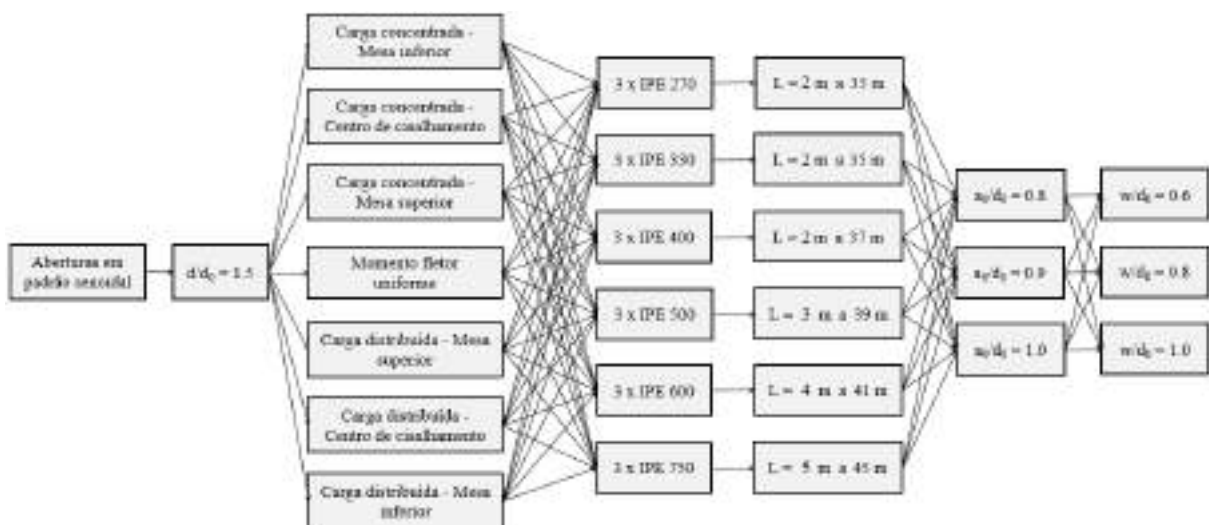 Aberturas em
padrão senoidal
d/d₀ = 1.5
Carga concentrada -
Mesa inferior
Carga concentrada -
Centro de cisalhamento
Carga concentrada -
Mesa superior
Momento fletor
uniforme
Carga distribuída - Mesa
superior
Carga distribuída -
Centro de cisalhamento
Carga distribuída - Mesa
inferior
3 x IPE 270
3 x IPE 330
3 x IPE 400
3 x IPE 500
3 x IPE 600
3 x IPE 750
L = 2 m a 35 m
L = 2 m a 35 m
L = 2 m a 37 m
L = 3 m a 39 m
L = 4 m a 41 m
L = 5 m a 45 m
a₀/d₀ = 0.8
a₀/d₀ = 0.9
a₀/d₀ = 1.0
w/d₀ = 0.6
w/d₀ = 0.8
w/d₀ = 1.0